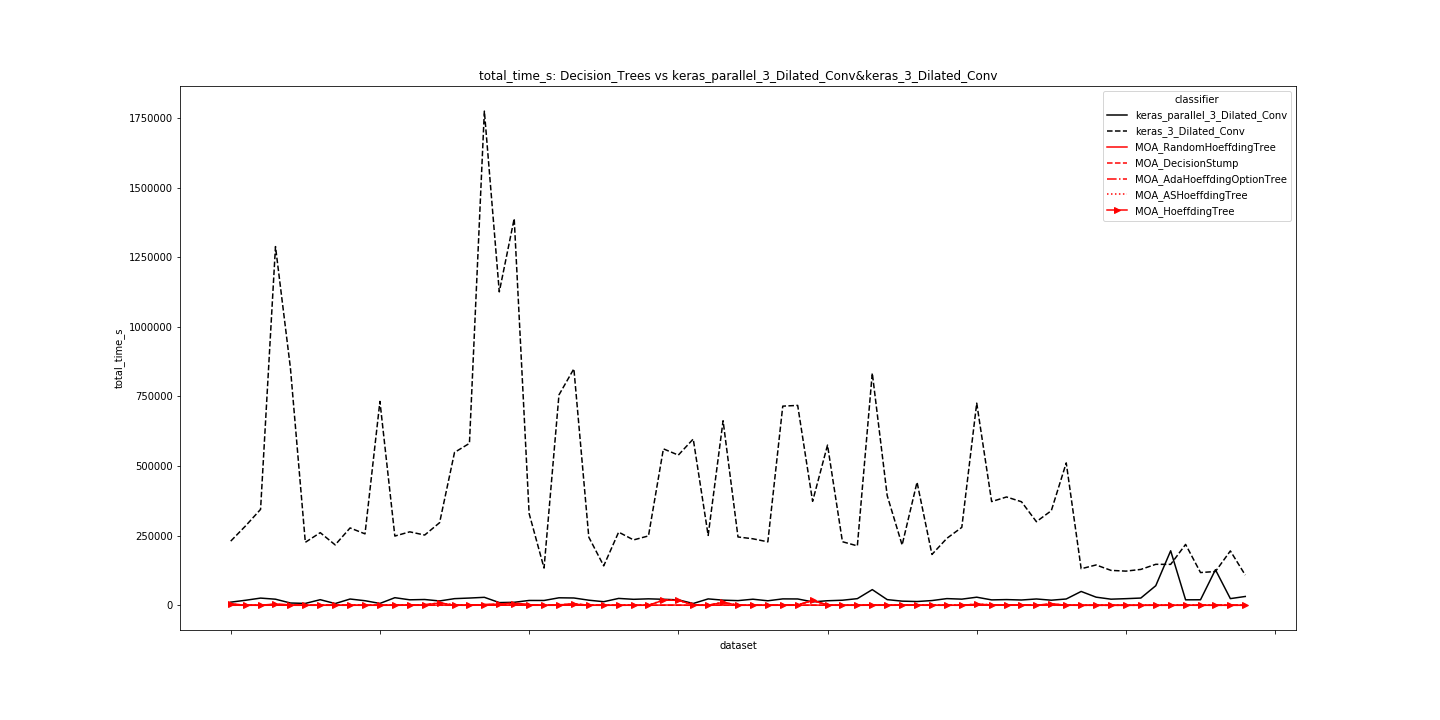 total_time_s: Decision_Trees vs keras_parallel_3_Dilated_Conv&keras_3_Dilated_Conv
classifier
keras_parallel_3_Dilated_Conv
keras_3_Dilated_Conv
MOA_RandomHoeffdingTree
MOA_DecisionStump
MOA_AdaHoeffdingOptionTree
MOA_ASHoeffdingTree
MOA_HoeffdingTree
1750000
1500000
1250000
1000000
750000
500000
250000
0
total_time_s
dataset